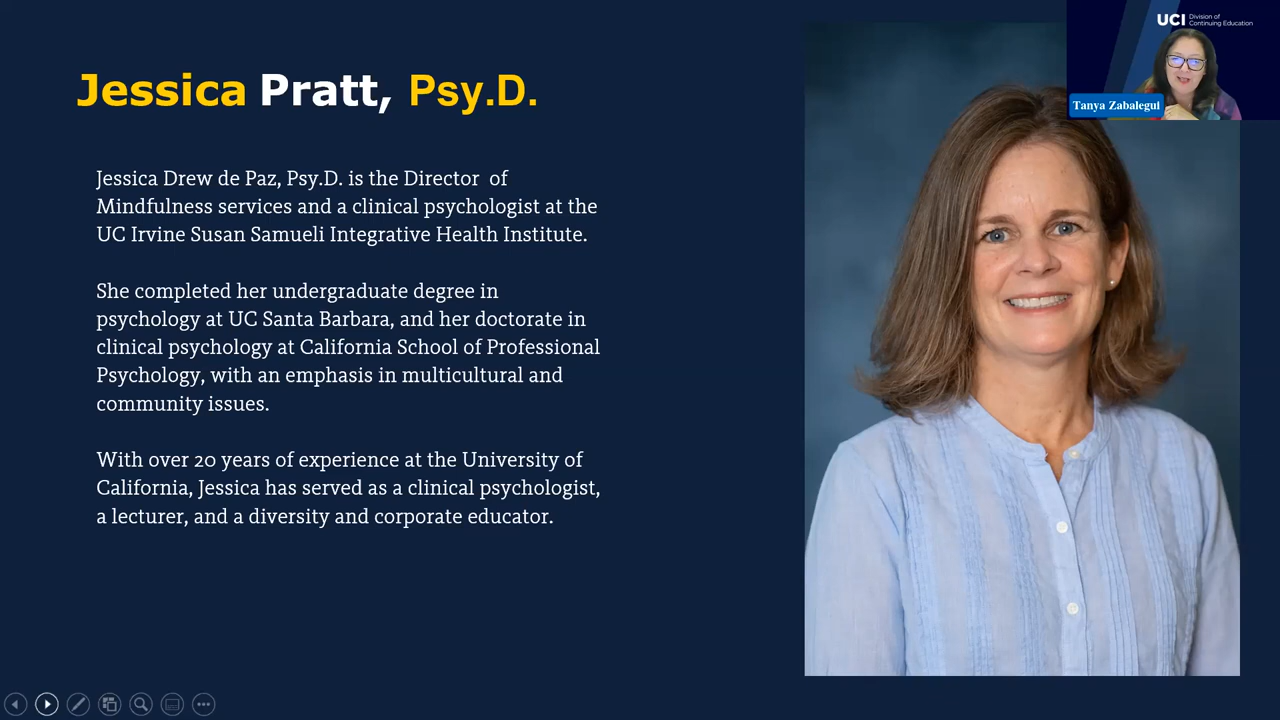 Jessica Pratt, Psy.D.
Jessica Drew de Paz, Psy.D. is the Director of
Mindfulness services and a clinical psychologist at the
UC Irvine Susan Samueli Integrative Health Institute.
She completed her undergraduate degree in
psychology at UC Santa Barbara, and her doctorate in
clinical psychology at California School of Professional
Psychology, with an emphasis in multicultural and
community issues.
With over 20 years of experience at the University of
California, Jessica has served as a clinical psychologist,
a lecturer, and a diversity and corporate educator.
UCI Division of
Continuing Education
Tanya Zabalegui